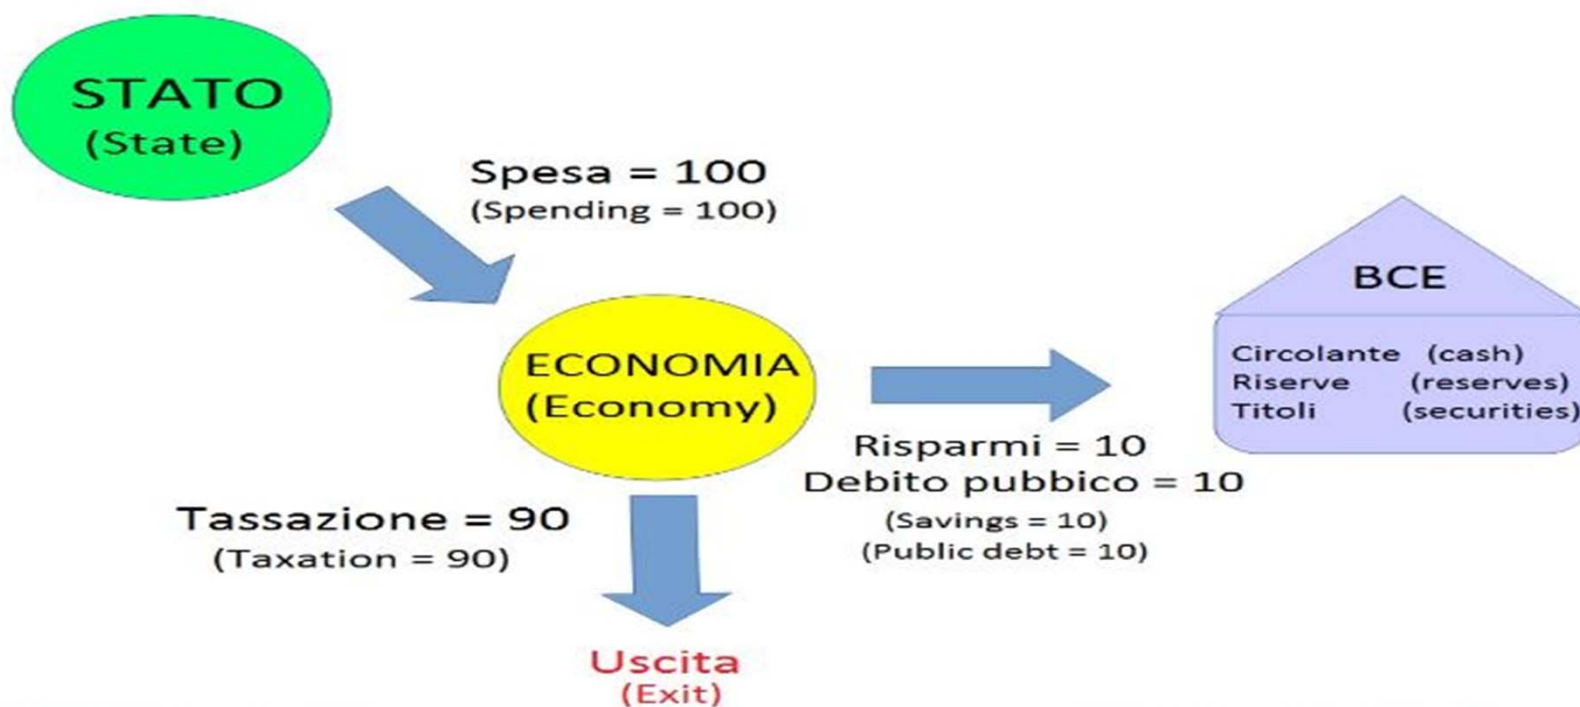 STATO
(State)
Spesa = 100
(Spending = 100)
BCE
Circolante (cash)
Riserve (reserves)
Titoli (securities)
ECONOMIA
(Economy)
Risparmi = 10
Debito pubbico = 10
(Savings = 10)
(Public debt = 10)
Tassazione = 90
(Taxation = 90)
Uscita
(Exit)